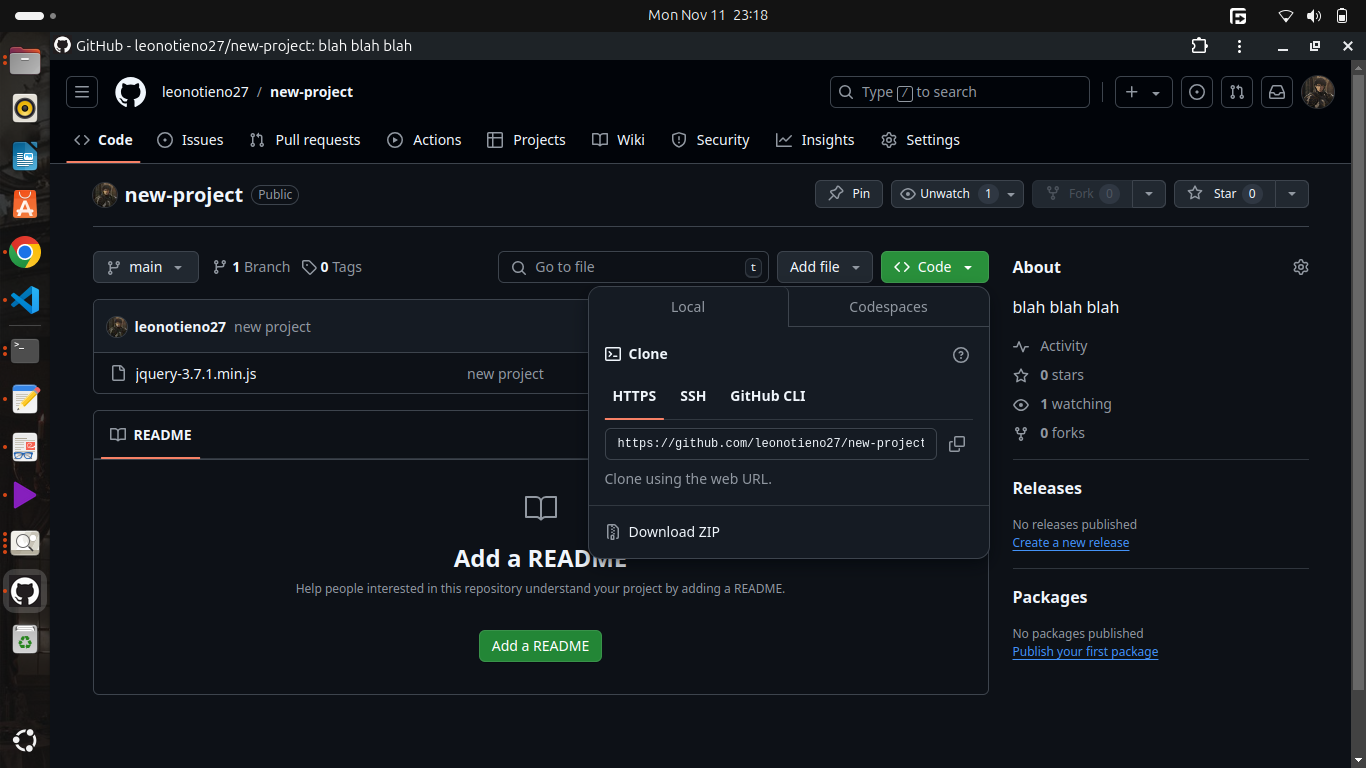 Mon Nov 11 23:18
GitHub - leonotieno27/new-project: blah blah blah
leonotieno27 / new-project
Type / to search
Code Issues Pull requests Actions Projects Wiki Security Insights Settings
new-project Public
Pin Unwatch 1 Fork 0 Star 0
main 1 Branch 0 Tags Go to file t Add file Code
About
Local Codespaces
blah blah blah
leonotieno27 new project
Activity
Clone
jquery-3.7.1.min.js new project
0 stars
HTTPS SSH GitHub CLI
1 watching
README
0 forks
https://github.com/leonotieno27/new-project
Clone using the web URL.
Releases
No releases published
Create a new release
Download ZIP
Add a README
Help people interested in this repository understand your project by adding a README.
Packages
No packages published
Publish your first package
Add a README